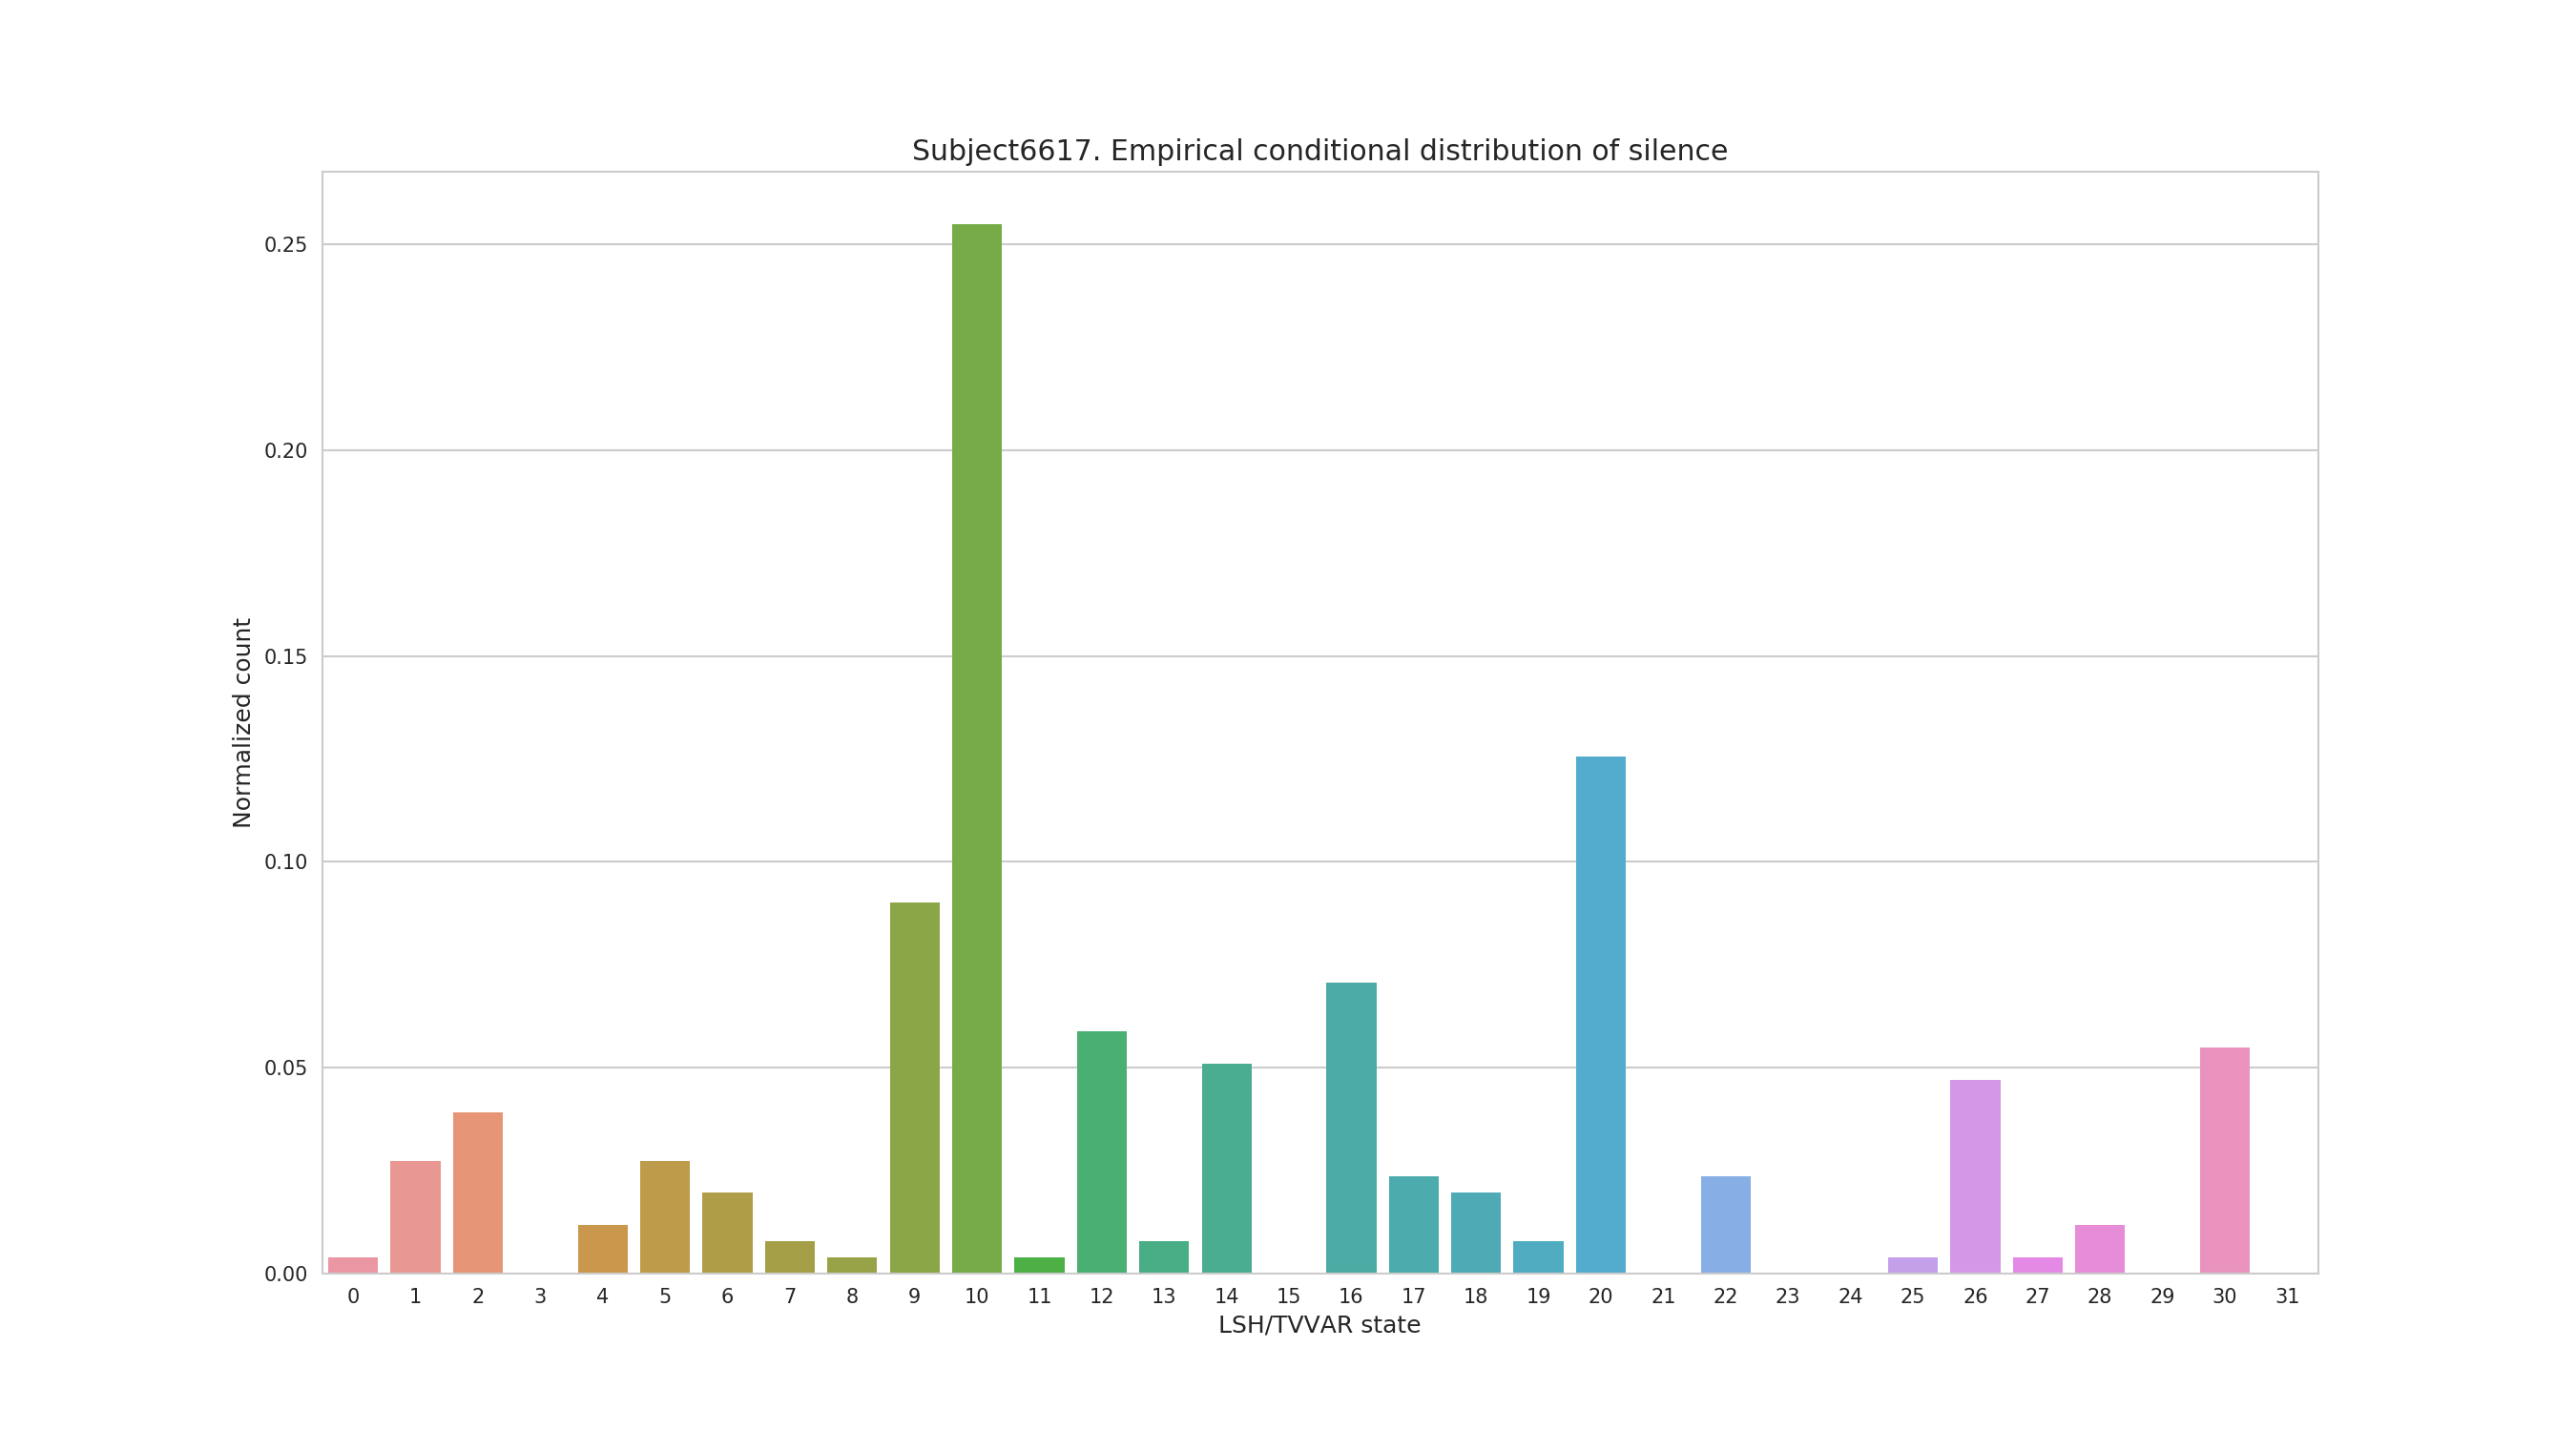 Subject6617. Empirical conditional distribution of silence
0.25
0.20
0.15
0.10
0.05
0.00
Normalized count
0 1 2 3 4 5 6 7 8 9 10 11 12 13 14 15 16 17 18 19 20 21 22 23 24 25 26 27 28 29 30 31
LSH/TVVAR state